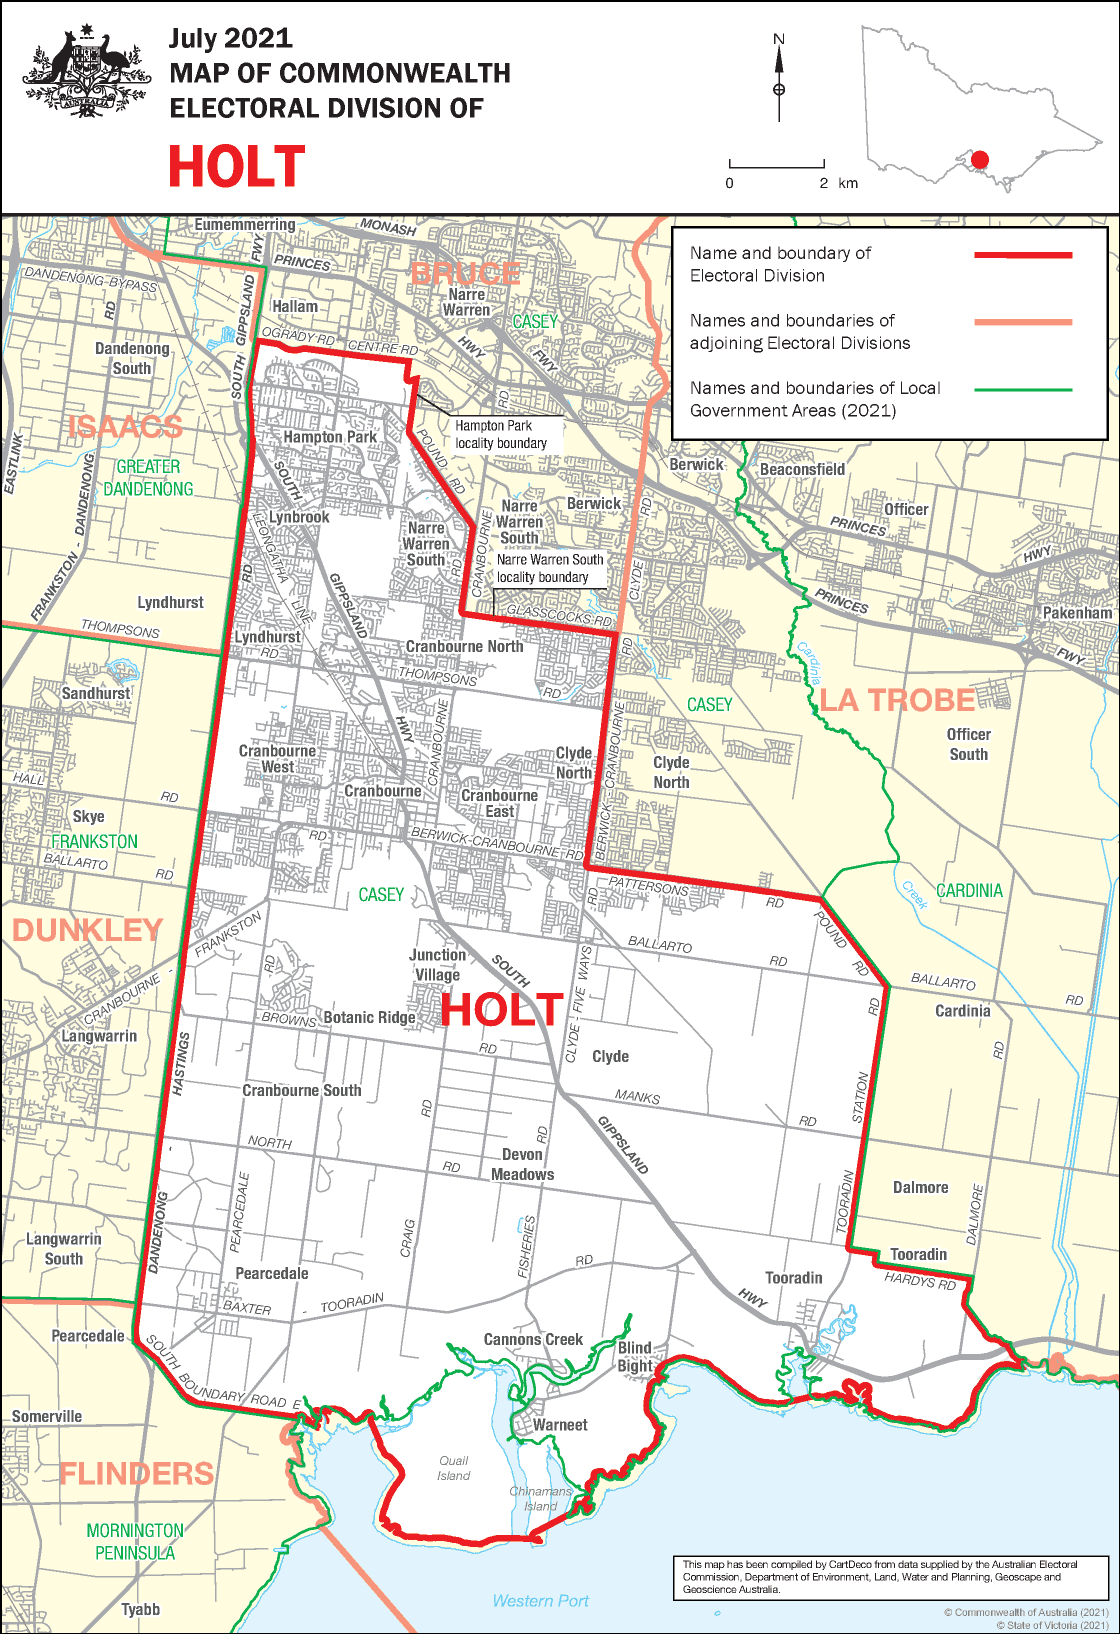 July 2021
MAP OF COMMONWEALTH
ELECTORAL DIVISION OF
HOLT
AUSTRALIA
N
0 2 km
Name and boundary of
Electoral Division
Names and boundaries of
adjoining Electoral Divisions
Names and boundaries of Local
Government Areas (2021)
Eumemmerring
MONASH
FWY
PRINCES
BRUCE
DANDENONG-BYPASS
Narre
Warren
Hallam
CASEY
RD
SOUTH GIPPSLAND
OGRADY RD
CENTRE RD
HWY
FWY
Dandenong
South
RD
ISAACS
Hampton Park
locality boundary
Hampton Park
POUND RD
EASTLINK
GREATER
DANDENONG
SOUTH
Berwick
Beaconsfield
Berwick
Narre
Warren
South
Officer
Lynbrook
Narre
Warren
South
RD
PRINCES
HWY
FRANKSTON - DANDENONG
LEONGATHA
LINE
RD
CRANBOURNE
RD
Narre Warren South
locality boundary
CLYDE
GIPPSLAND
Lyndhurst
GLASSCOCKS RD
PRINCES
Pakenham
THOMPSONS
Lyndhurst
RD
Cranbourne North
RD
FWY
Cardinia
THOMPSONS
RD
Sandhurst
CASEY
LA TROBE
HWY
CRANBOURNE
BERWICK - CRANBOURNE
Officer
South
Cranbourne
West
Clyde
North
Clyde
North
HALL
RD
Cranbourne
Cranbourne
East
Skye
FRANKSTON
RD
BERWICK-CRANBOURNE RD
BALLARTO
RD
CASEY
PATTERSONS
RD
RD
Creek
CARDINIA
DUNKLEY
FRANKSTON
POUND
RD
BALLARTO
RD
Junction
Village
SOUTH
RD
CRANBOURNE -
CLYDE - FIVE WAYS
BALLARTO
RD
RD
Cardinia
BROWNS
Botanic Ridge
HOLT
Langwarrin
HASTINGS
RD
Clyde
RD
Cranbourne South
RD
MANKS
RD
STATION
GIPPSLAND
NORTH
RD
RD
Devon
Meadows
Dalmore
DANDENONG
PEARCEDALE
CRAIG
FISHERIES
TOORADIN
DALMORE
Langwarrin
South
Tooradin
Pearcedale
RD
Tooradin
HARDYS RD
HWY
BAXTER - TOORADIN
Pearcedale
Cannons Creek
Blind
Bight
SOUTH BOUNDARY ROAD E
Somerville
Warneet
Quail
Island
FLINDERS
Chinamans
Island
MORNINGTON
PENINSULA
Western Port
Tyabb
This map has been compiled by CartDeco from data supplied by the Australian Electoral
Commission, Department of Environment, Land, Water and Planning, Geoscape and
Geoscience Australia.
© Commonwealth of Australia (2021)
© State of Victoria (2021)